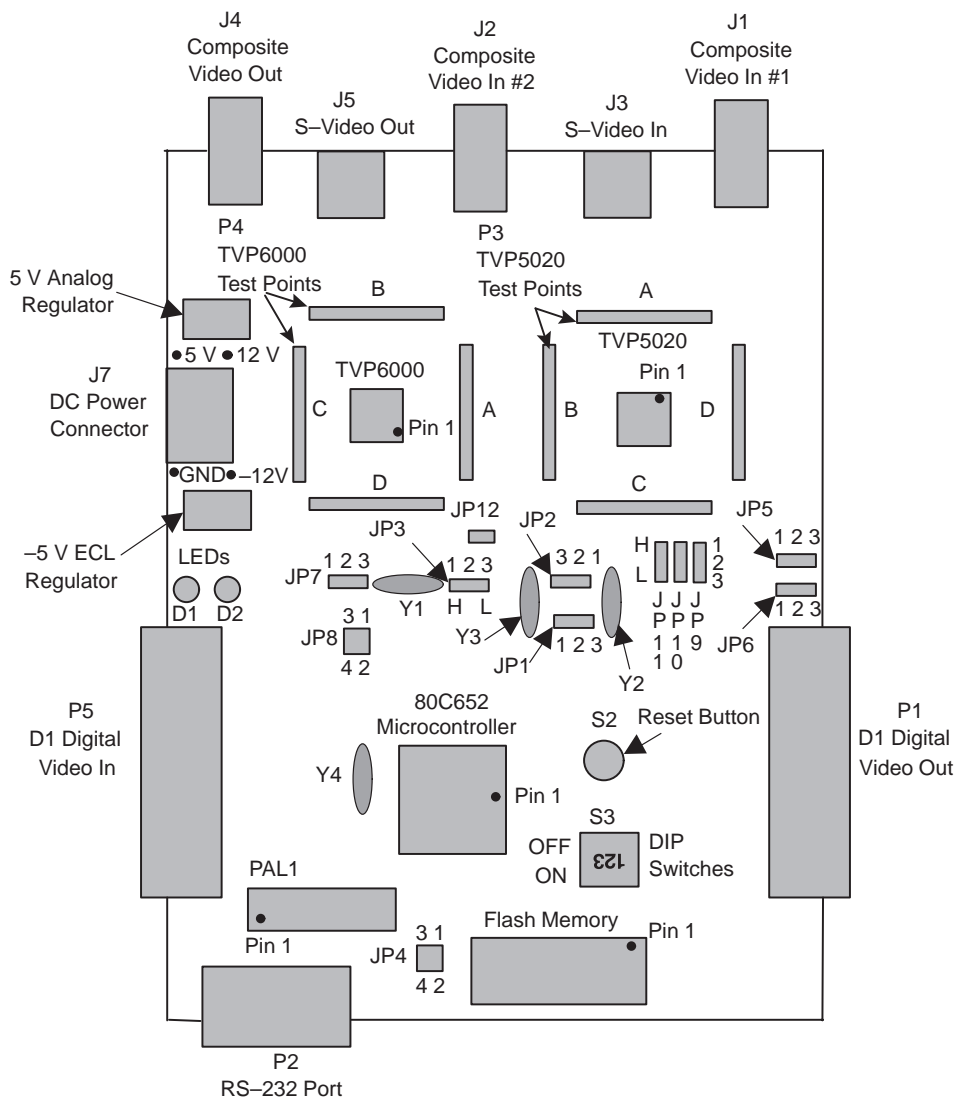 J4
Composite
Video Out
J2
Composite
Video In #2
J1
Composite
Video In #1
J5
S–Video Out
J3
S–Video In
P4
TVP6000
Test Points
P3
TVP5020
Test Points
5 V Analog
Regulator
B
A
TVP5020
5 V
12 V
J7
DC Power
Connector
TVP6000
C
Pin 1
A
B
Pin 1
D
GND
–12V
D
C
–5 V ECL
Regulator
LEDs
D1
D2
JP3
JP12
JP2
JP5
1 2 3
JP7
1 2 3
Y1
1 2 3
H L
3 2 1
H
L
1
2
3
JP11
JP10
JP9
1 2 3
JP6
3 1
JP8
4 2
Y3
JP1
1 2 3
Y2
P5
D1 Digital
Video In
80C652
Microcontroller
Pin 1
Y4
S2
Reset Button
P1
D1 Digital
Video Out
S3
OFF
ON
123
DIP
Switches
PAL1
Pin 1
3 1
JP4
4 2
Flash Memory
Pin 1
P2
RS–232 Port